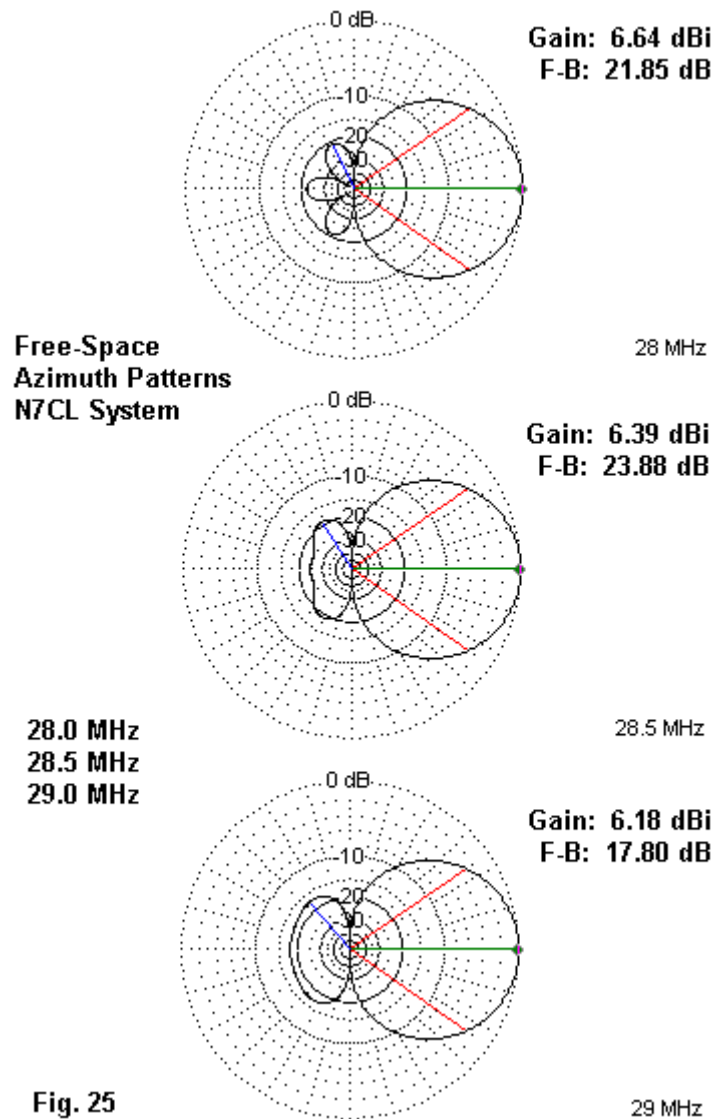 0 dB
Gain: 6.64 dBi
F-B: 21.85 dB
-10
20
30
Free-Space
Azimuth Patterns
N7CL System
28 MHz
0 dB
Gain: 6.39 dBi
F-B: 23.88 dB
-10
20
30
28.0 MHz
28.5 MHz
29.0 MHz
28.5 MHz
0 dB
Gain: 6.18 dBi
F-B: 17.80 dB
-10
20
30
Fig. 25
29 MHz